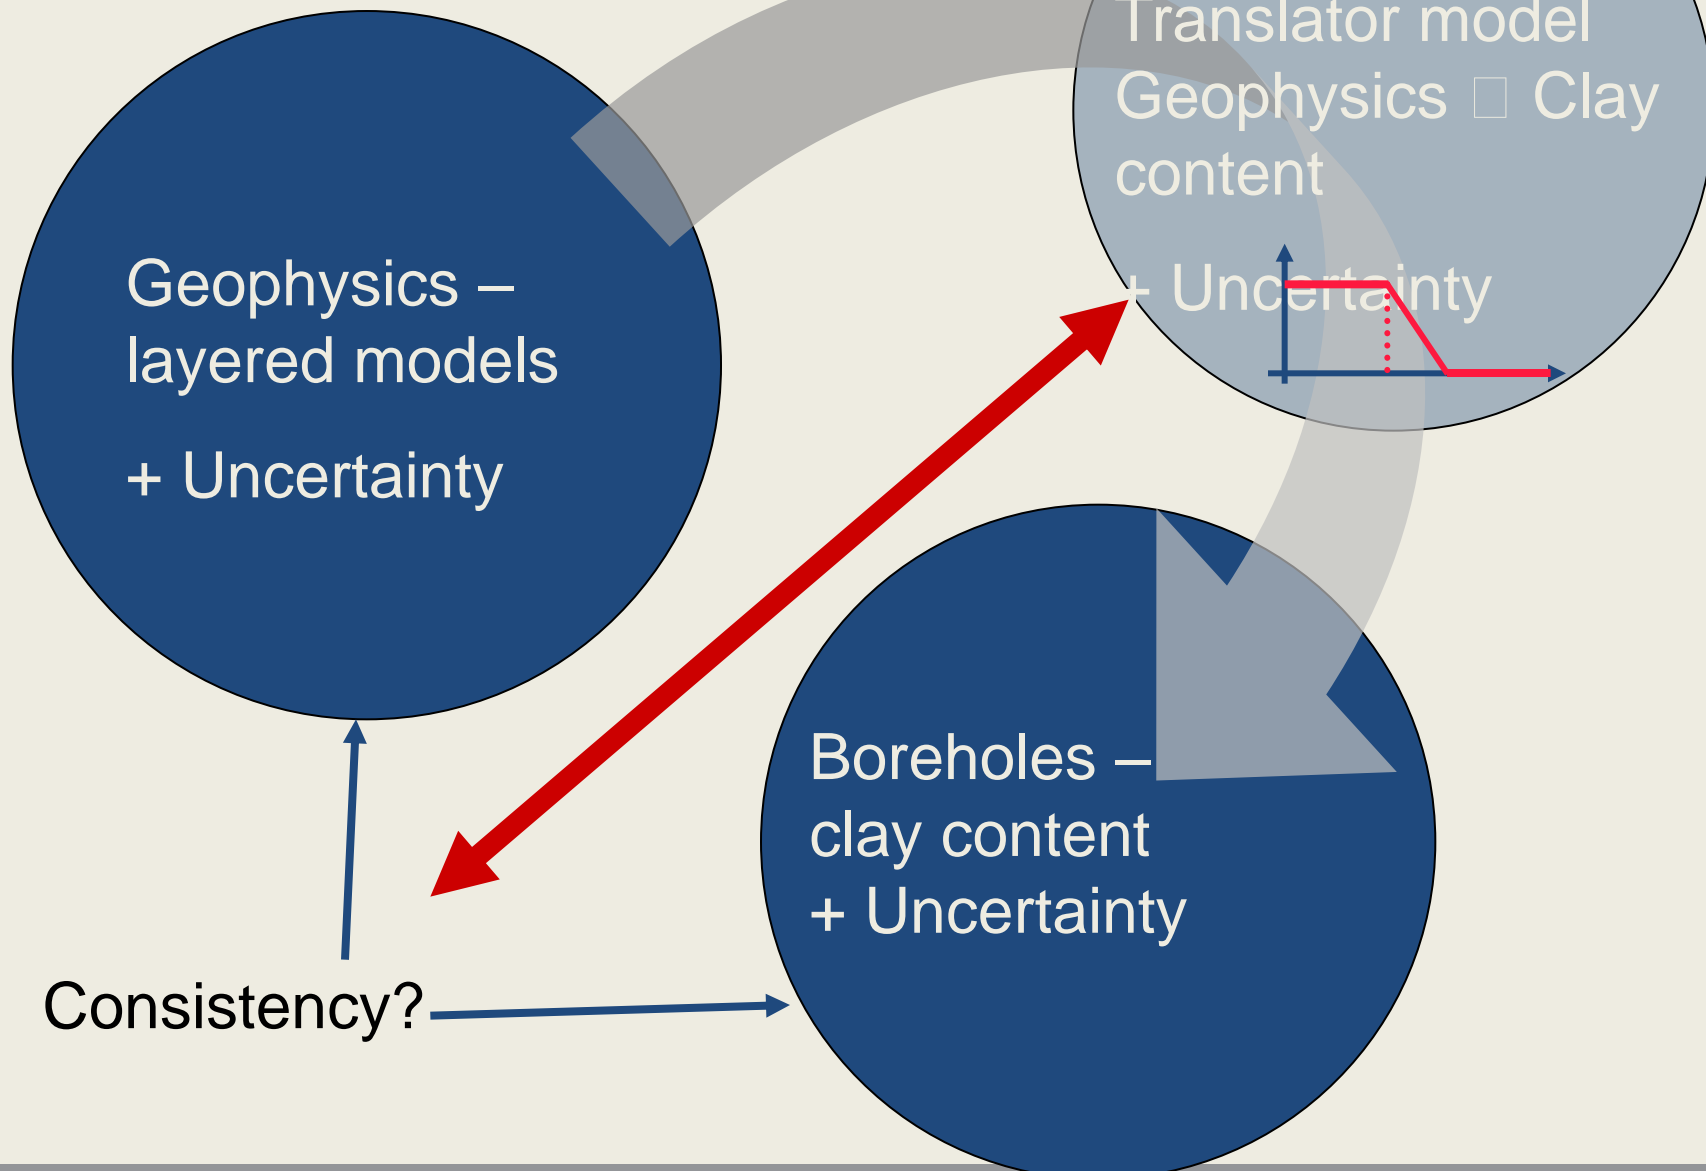 Translator model
Geophysics □ Clay
content
+ Uncertainty
Geophysics –
layered models
+ Uncertainty
Boreholes –
clay content
+ Uncertainty
Consistency?